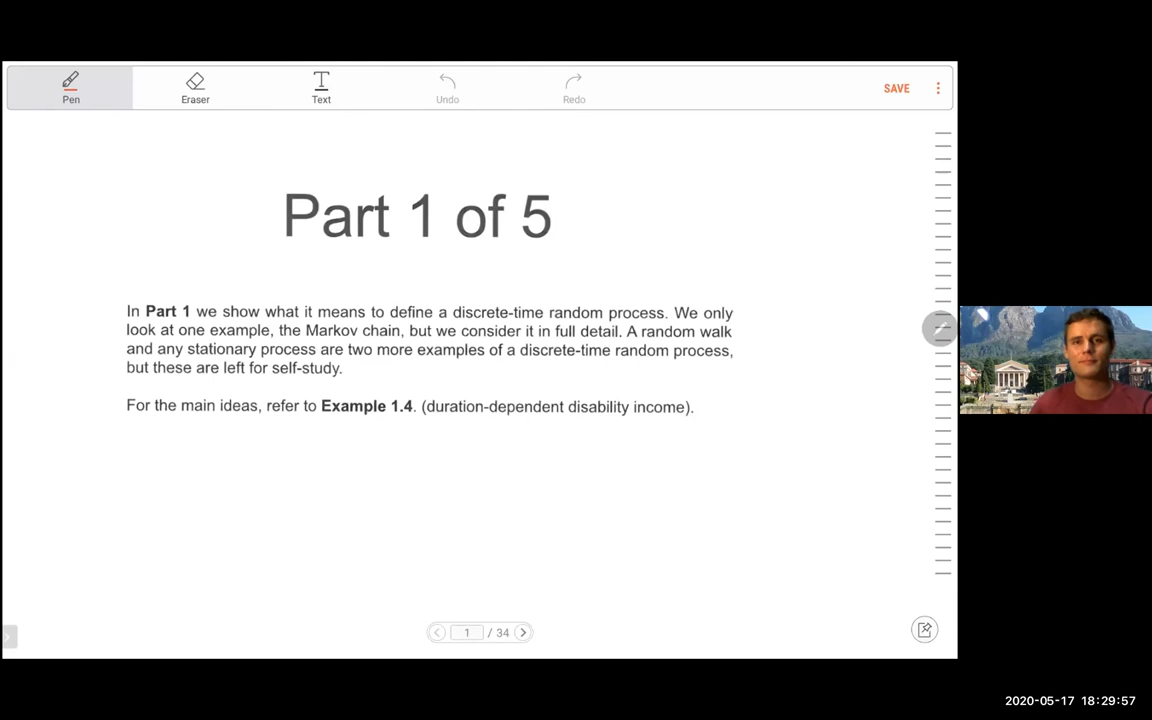 Pen
Eraser
Text
Undo
Redo
SAVE
Part 1 of 5
In Part 1 we show what it means to define a discrete-time random process. We only
look at one example, the Markov chain, but we consider it in full detail. A random walk
and any stationary process are two more examples of a discrete-time random process,
but these are left for self-study.
For the main ideas, refer to Example 1.4. (duration-dependent disability income).
1 / 34
2020-05-17 18:29:57